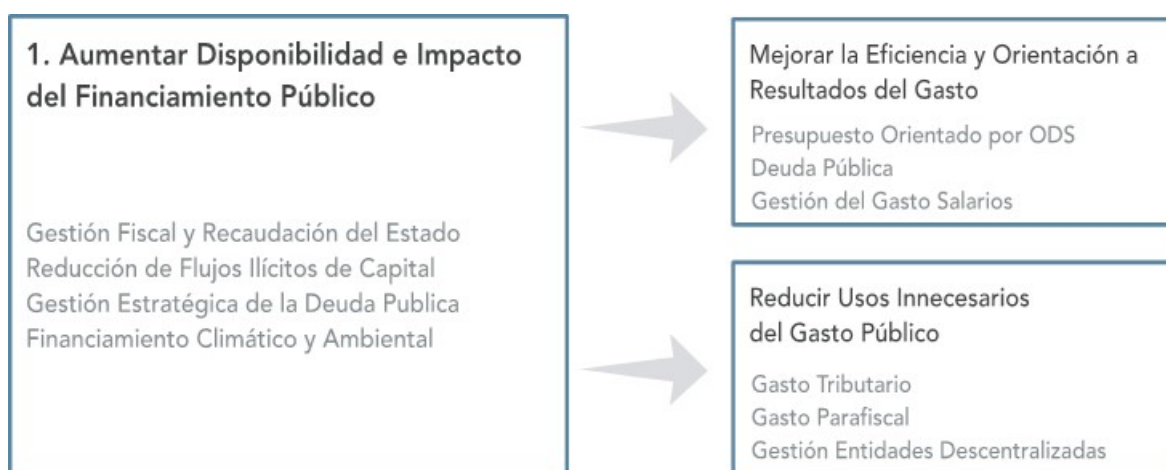 1. Aumentar Disponibilidad e Impacto
del Financiamiento Público
Gestión Fiscal y Recaudación del Estado
Reducción de Flujos Ilícitos de Capital
Gestión Estratégica de la Deuda Publica
Financiamiento Climático y Ambiental
Mejorar la Eficiencia y Orientación a
Resultados del Gasto
Presupuesto Orientado por ODS
Deuda Pública
Gestión del Gasto Salarios
Reducir Usos Innecesarios
del Gasto Público
Gasto Tributario
Gasto Parafiscal
Gestión Entidades Descentralizadas